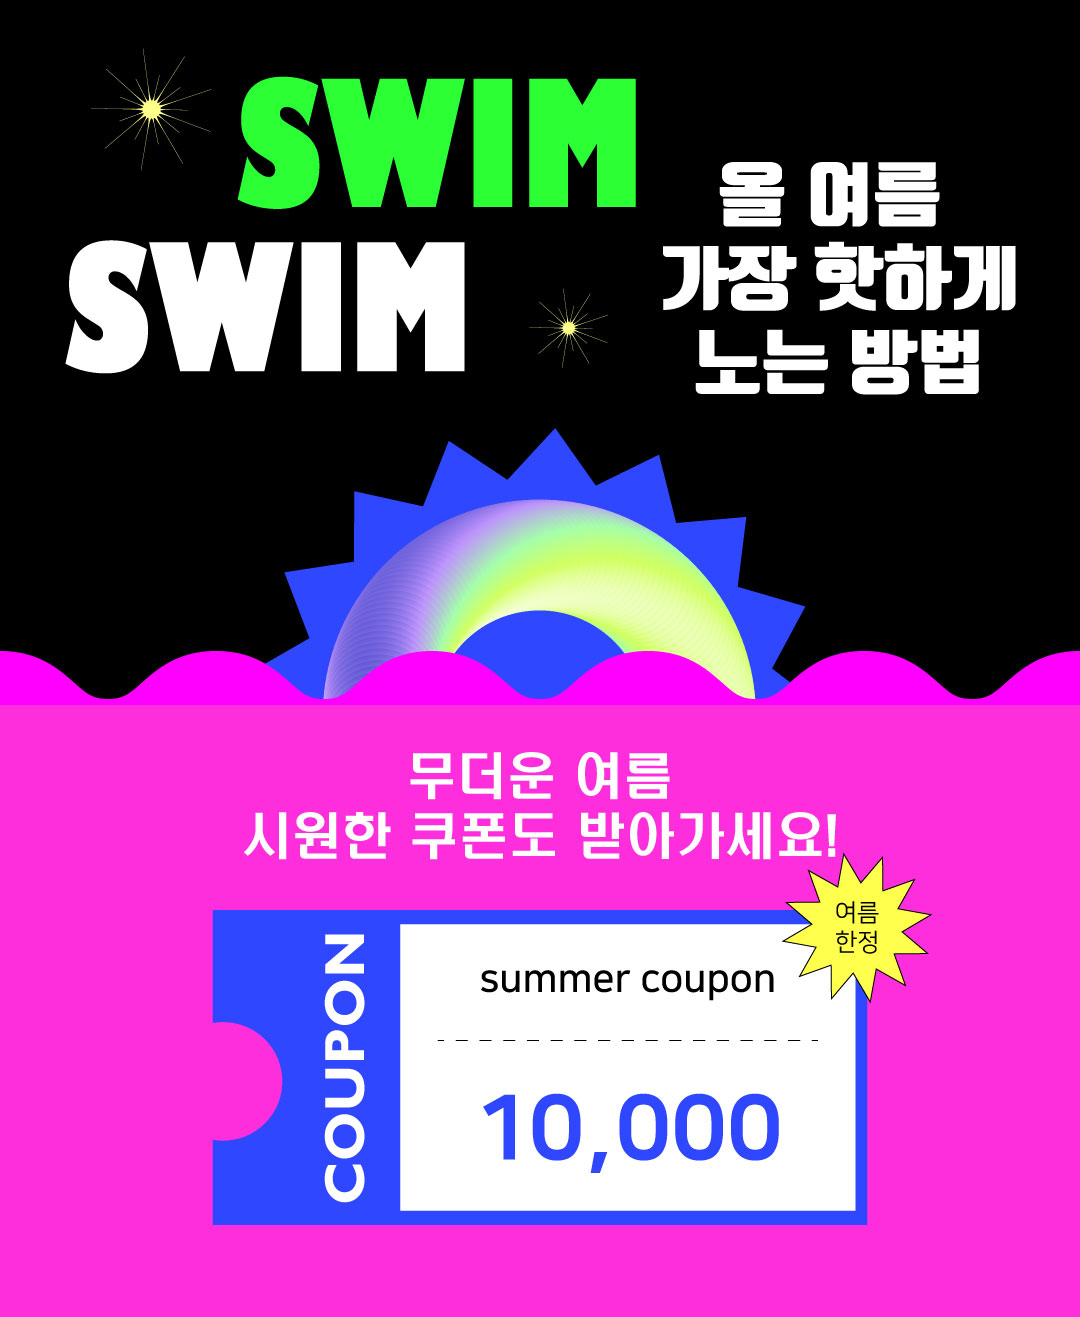 SWIM
SWIM
올 여름
가장 핫하게
노는 방법
무더운 여름
시원한 쿠폰도 받아가세요!
여름
한정
COUPON
summer coupon
10,000